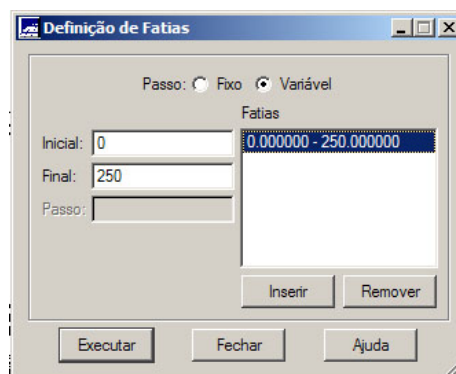 Definição de Fatias
Passo: Fixo Variável
Fatias
Inicial: 0
0.000000 - 250.000000
Final: 250
Passo:
Inserir Remover
Executar Fechar Ajuda